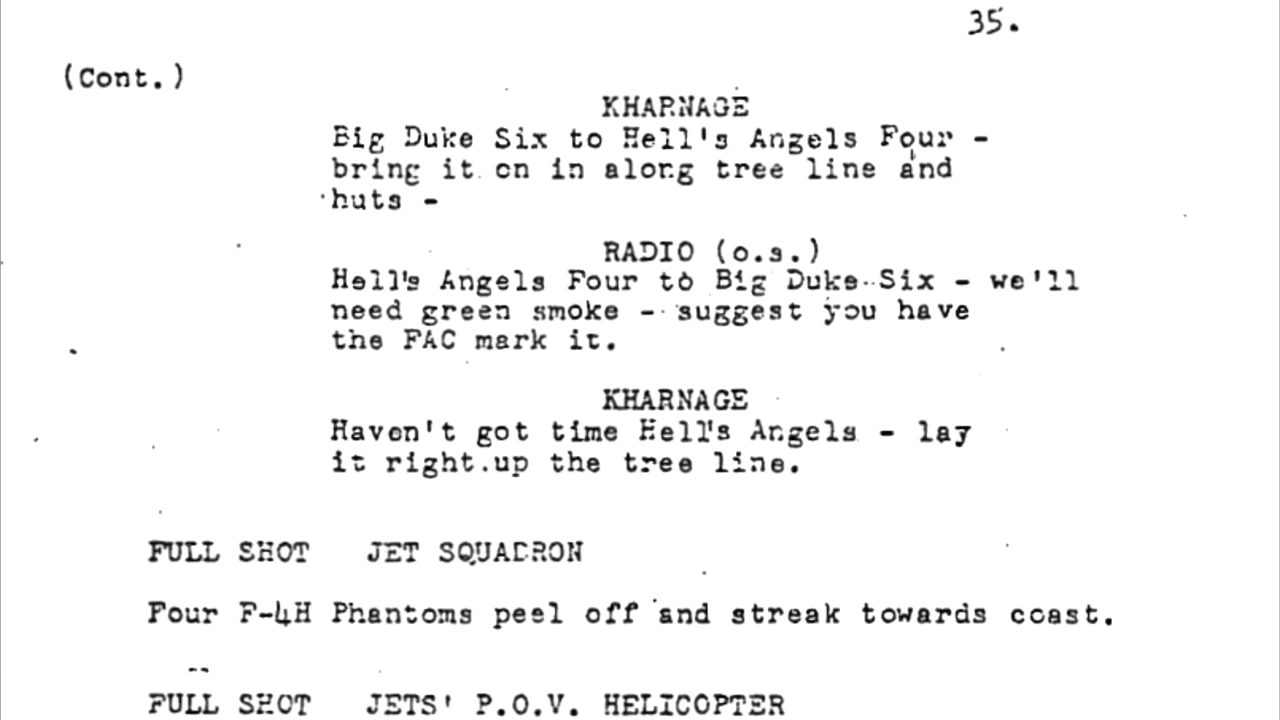 35.
(Cont.)
KHARNAGE
Big Duke Six to Hell's Angels Four -
bring it on in along tree line and
huts -
RADIO (o.s.)
Hell's Angels Four to Big Duke Six - we'll
need green smoke - suggest you have
the FAC mark it.
KHARNAGE
Haven't got time Hell's Angels - lay
it right up the tree line.
FULL SHOT JET SQUADRON
Four F-4H Phantoms peel off and streak towards coast.
FULL SHOT JETS' P.O.V. HELICOPTER